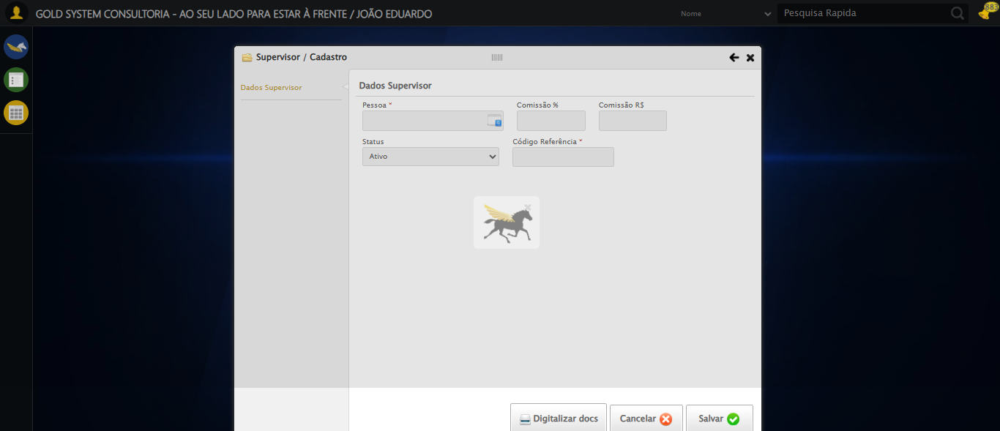 GOLD SYSTEM CONSULTORIA - AO SEU LADO PARA ESTAR À FRENTE / JOÃO EDUARDO
Nome
Pesquisa Rapida
883
Supervisor / Cadastro
Dados Supervisor
Dados Supervisor
Pessoa *
Comissão %
Comissão R$
Status
Código Referência *
Ativo
Digitalizar docs
Cancelar
Salvar